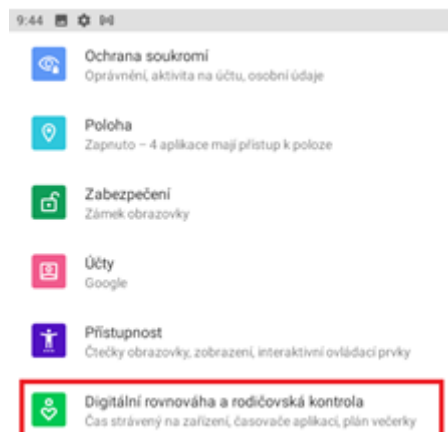 9:44
Ochrana soukromí
Oprávnění, aktivita na účtu, osobní údaje
Poloha
Zapnuto – 4 aplikace mají přístup k poloze
Zabezpečení
Zámek obrazovky
Účty
Google
Přístupnost
Čtečky obrazovky, zobrazení, interaktivní ovládací prvky
Digitální rovnováha a rodičovská kontrola
Čas strávený na zařízení, časovače aplikací, plán večerky